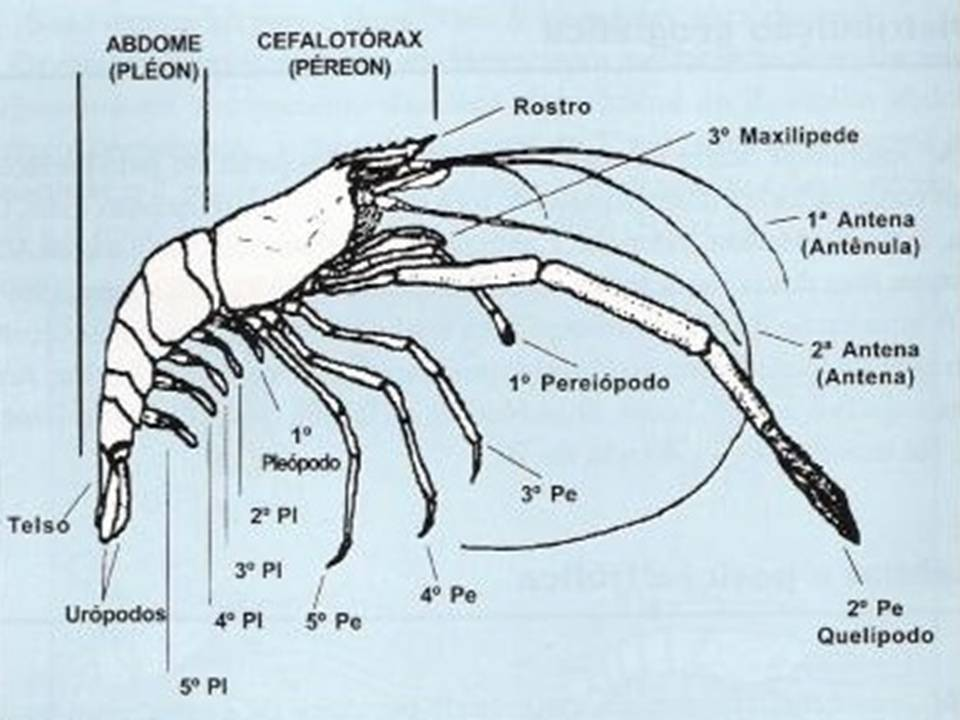 ABDOME
(PLÉON)
CEFALOTÓRAX
(PÉREON)
Rostro
3º Maxilipede
1ª Antena
(Antênula)
2ª Antena
(Antena)
1º Pereiópodo
1º
Pleópodo
3º Pe
2º Pl
Telso
3º Pl
4º Pe
Urópodos
4º Pl
5º Pe
2º Pe
Quelípodo
5º Pl